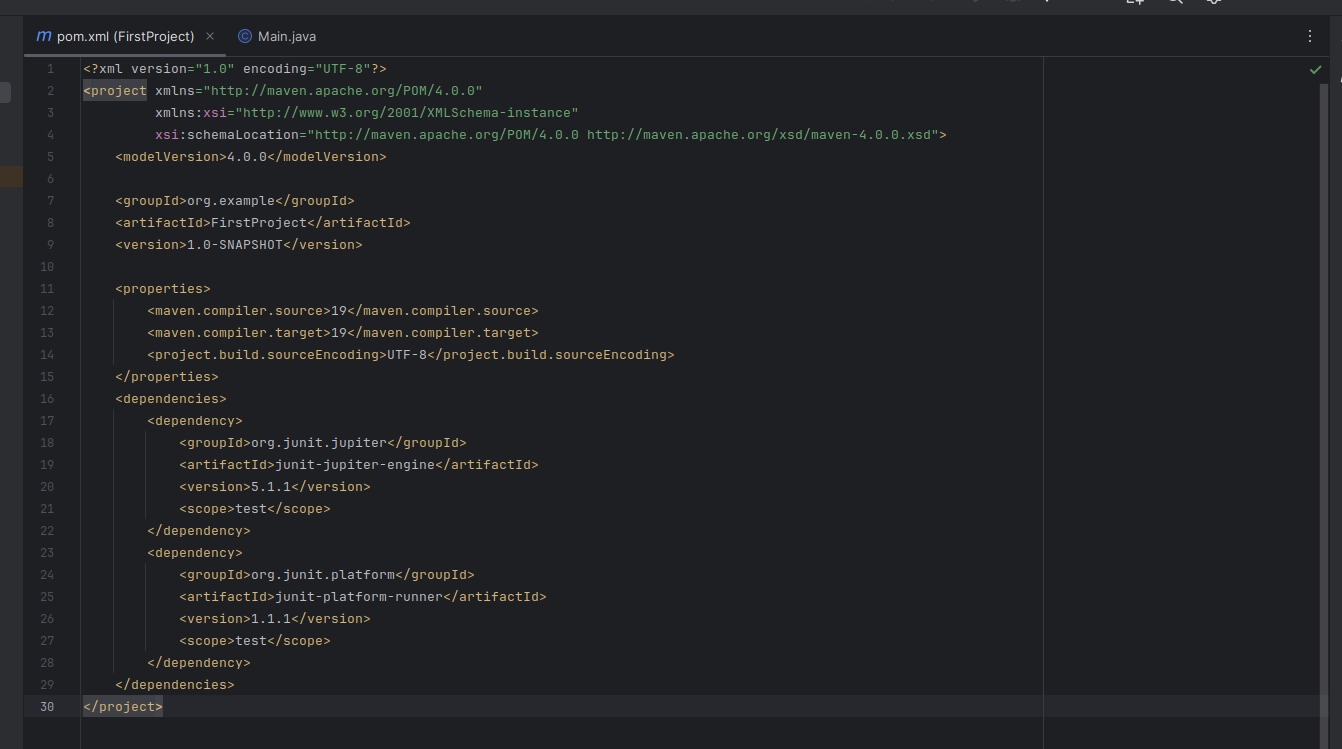 m pom.xml (FirstProject) × © Main.java
1 <?xml version="1.0" encoding="UTF-8"?>
2 <project xmlns="http://maven.apache.org/POM/4.0.0"
3 xmlns:xsi="http://www.w3.org/2001/XMLSchema-instance"
4 xsi:schemaLocation="http://maven.apache.org/POM/4.0.0 http://maven.apache.org/xsd/maven-4.0.0.xsd">
5 <modelVersion>4.0.0</modelVersion>
6
7 <groupId>org.example</groupId>
8 <artifactId>FirstProject</artifactId>
9 <version>1.0-SNAPSHOT</version>
10
11 <properties>
12 <maven.compiler.source>19</maven.compiler.source>
13 <maven.compiler.target>19</maven.compiler.target>
14 <project.build.sourceEncoding>UTF-8</project.build.sourceEncoding>
15 </properties>
16 <dependencies>
17 <dependency>
18 <groupId>org.junit.jupiter</groupId>
19 <artifactId>junit-jupiter-engine</artifactId>
20 <version>5.1.1</version>
21 <scope>test</scope>
22 </dependency>
23 <dependency>
24 <groupId>org.junit.platform</groupId>
25 <artifactId>junit-platform-runner</artifactId>
26 <version>1.1.1</version>
27 <scope>test</scope>
28 </dependency>
29 </dependencies>
30 </project>